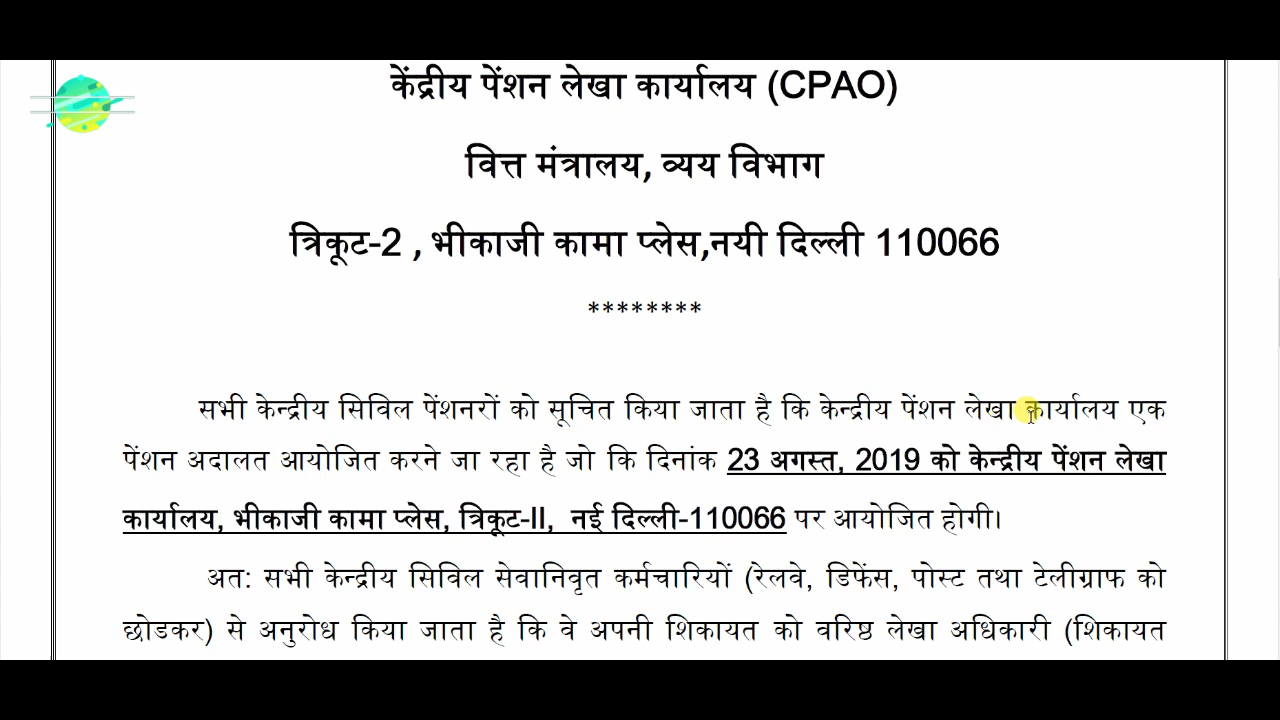 केंद्रीय पेंशन लेखा कार्यालय (CPAO)
वित्त मंत्रालय, व्यय विभाग
त्रिकूट-2 , भीकाजी कामा प्लेस,नयी दिल्ली 110066
********
सभी केन्द्रीय सिविल पेंशनरों को सूचित किया जाता है कि केन्द्रीय पेंशन लेखा कार्यालय एक
पेंशन अदालत आयोजित करने जा रहा है जो कि दिनांक 23 अगस्त, 2019 को केन्द्रीय पेंशन लेखा
कार्यालय, भीकाजी कामा प्लेस, त्रिकूट-II, नई दिल्ली-110066 पर आयोजित होगी।
अत: सभी केन्द्रीय सिविल सेवानिवृत कर्मचारियों (रेलवे, डिफेंस, पोस्ट तथा टेलीग्राफ को
छोडकर) से अनुरोध किया जाता है कि वे अपनी शिकायत को वरिष्ठ लेखा अधिकारी (शिकायत